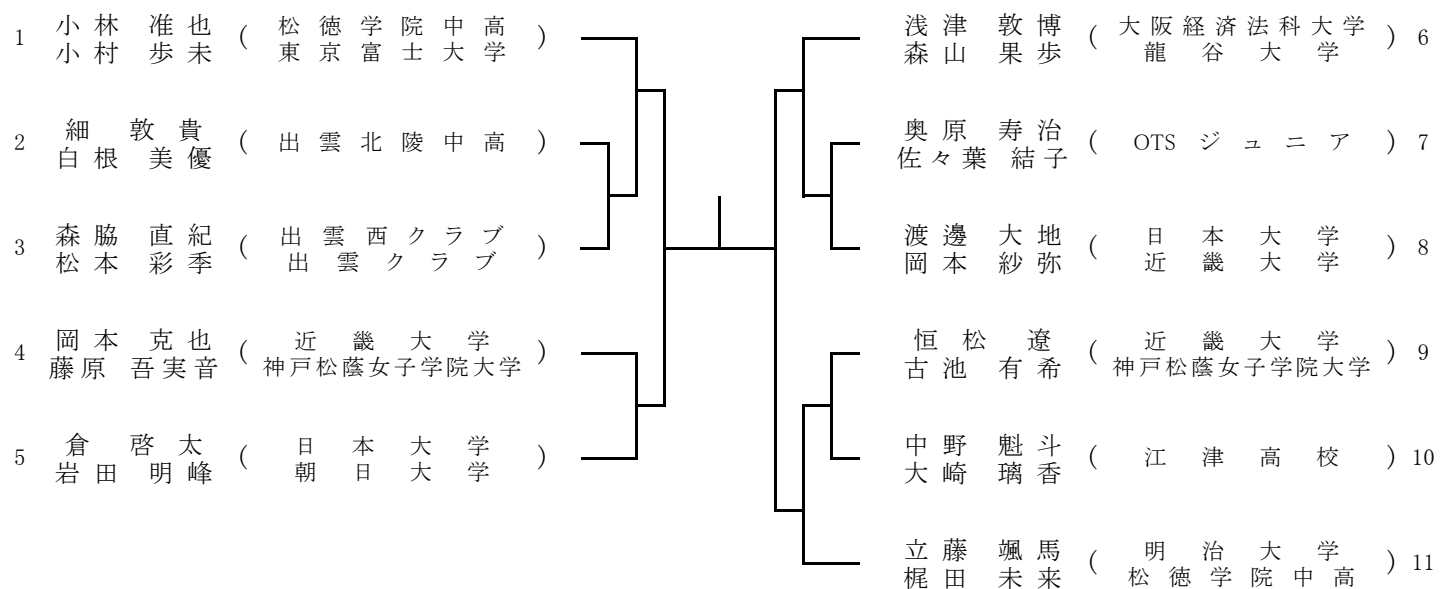 1 小林 准也 ( 松徳学院中高 )
小村 歩未 東京富士大学
2 細 敦貴 ( 出雲北陵中高 )
白根 美優
3 森脇 直紀 ( 出雲西クラブ )
松本 彩季 出雲クラブ
4 岡本 克也 ( 近畿大学 )
藤原 吾実音 神戸松蔭女子学院大学
5 倉 啓太 ( 日本大学 )
岩田 明峰 朝日大学
浅津 敦博 ( 大阪経済法科大学 ) 6
森山 果歩 龍谷大学
奥原 寿治 ( OTS ジュニア ) 7
佐々葉 結子
渡邊 大地 ( 日本大学 ) 8
岡本 紗弥 近畿大学
恒松 遼 ( 近畿大学 ) 9
古池 有希 神戸松蔭女子学院大学
中野 魁斗 ( 江津高校 ) 10
大崎 璃香
立藤 颯馬 ( 明治大学 ) 11
梶田 未来 松徳学院中高